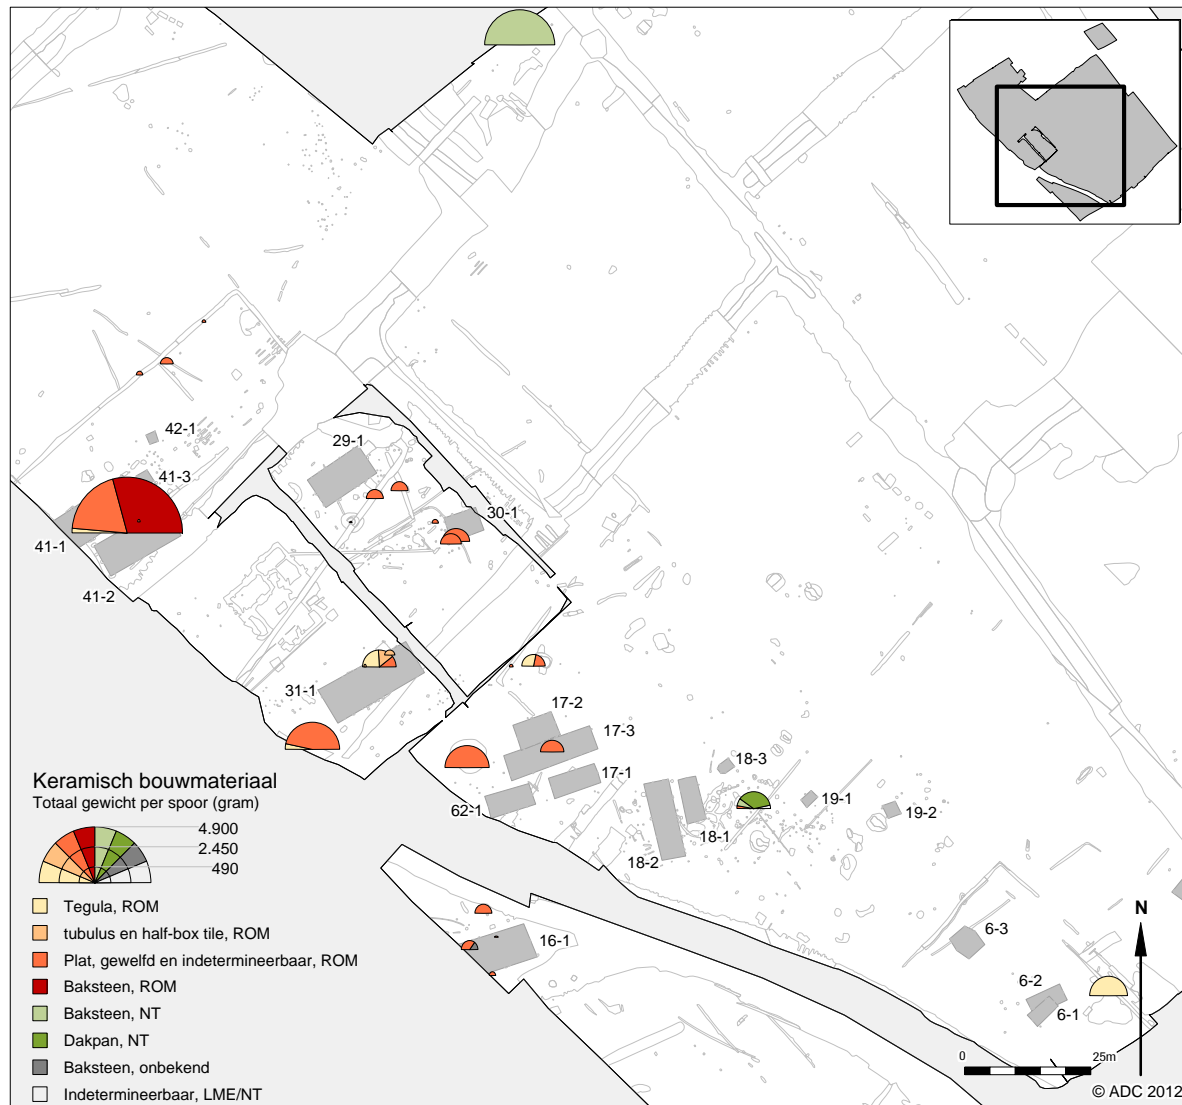 42-1
41-3
29-1
30-1
41-1
41-2
31-1
17-2
17-3
17-1
62-1
18-3
18-1
18-2
19-1
19-2
16-1
6-3
6-2
6-1
Keramisch bouwmateriaal
Totaal gewicht per spoor (gram)
4.900
2.450
490
Tegula, ROM
tubulus en half-box tile, ROM
Plat, gewelfd en indetermineerbaar, ROM
Baksteen, ROM
Baksteen, NT
Dakpan, NT
Baksteen, onbekend
Indetermineerbaar, LME/NT
N
0 25m
© ADC 2012